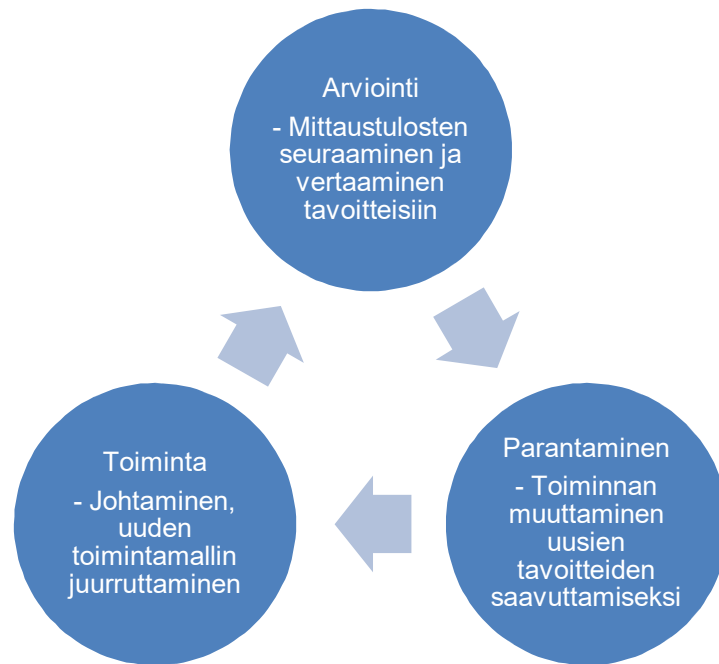 Arviointi
- Mittaustulosten
seuraaminen ja
vertaaminen
tavoitteisiin
Parantaminen
- Toiminnan
muuttaminen
uusien
tavoitteiden
saavuttamiseksi
Toiminta
- Johtaminen,
uuden
toimintamallin
juurruttaminen